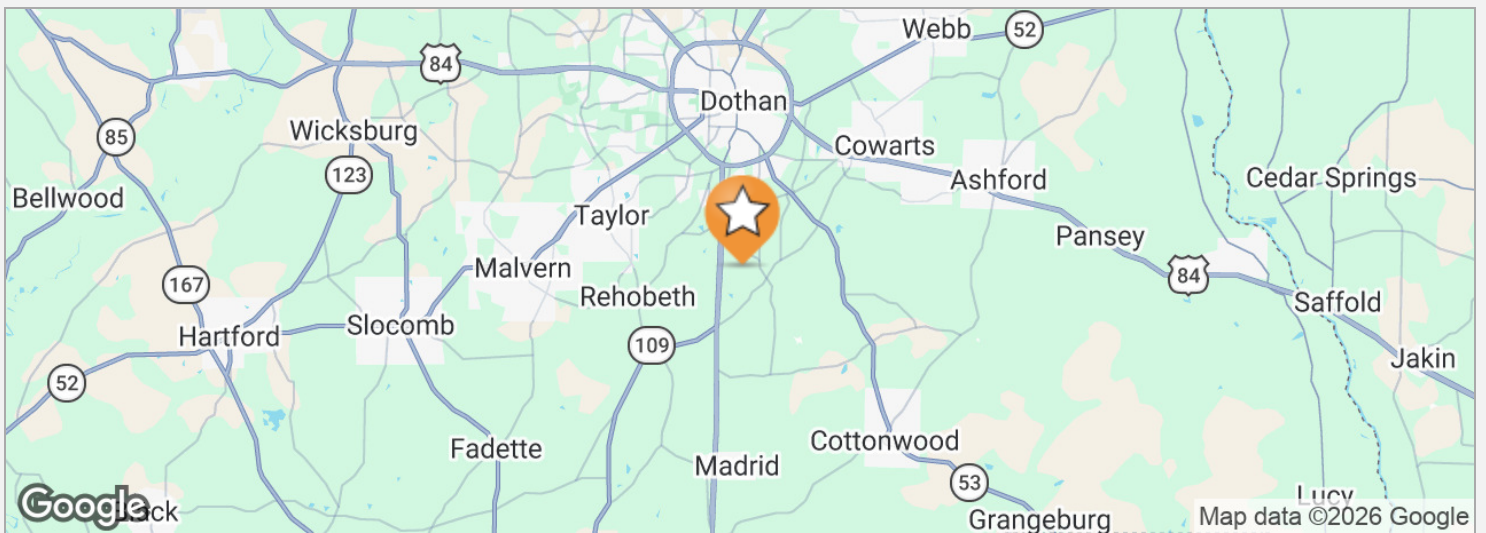 Webb
52
84
Dothan
85
Wicksburg
Cowarts
123
Ashford
Cedar Springs
Bellwood
Taylor
Pansey
Malvern
84
167
Rehobeth
Saffold
Hartford
Slocomb
109
Jakin
52
Fadette
Cottonwood
Madrid
53
Lucy
Google
Grangeburg
Map data ©2026 Google